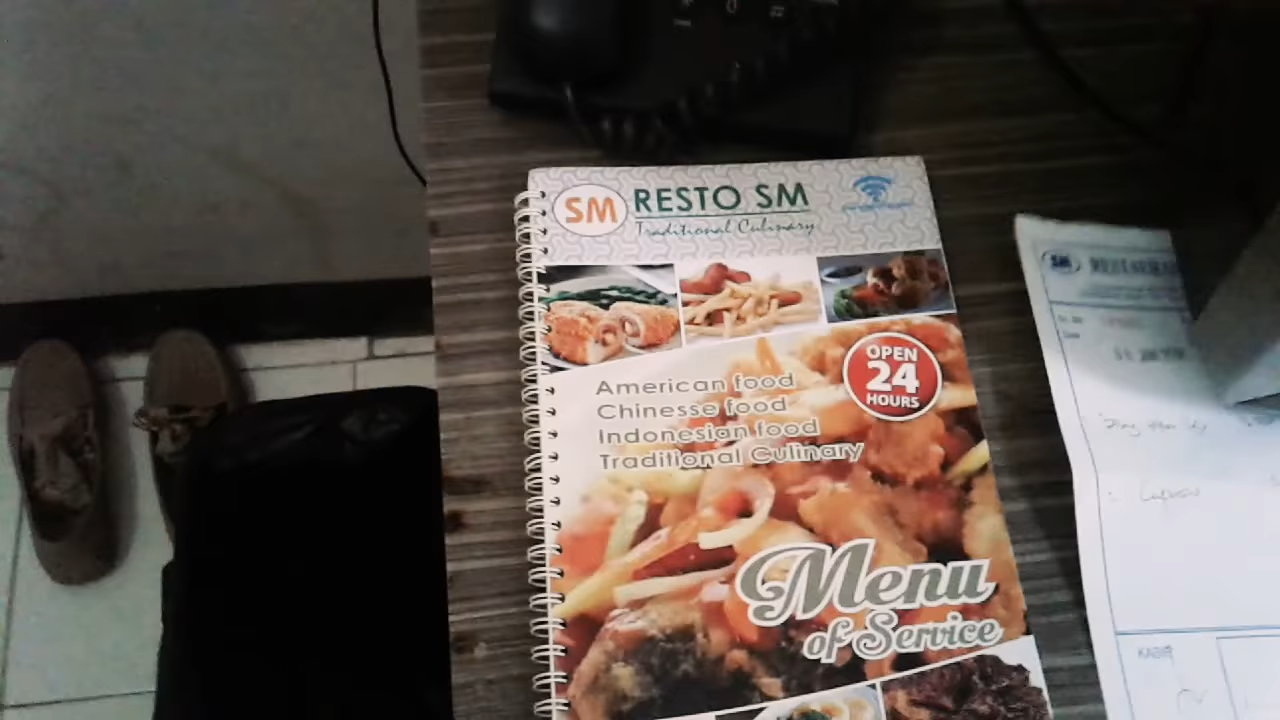 SM RESTO SM
Traditional Culinary
OPEN
24
HOURS
American food
Chinesse food
Indonesian food
Traditional Culinary
Menu
of Service
SM